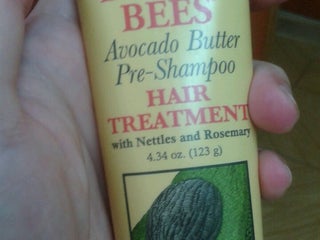 BEES
Avocado Butter
Pre-Shampoo
HAIR
TREATMENT
with Nettles and Rosemary
4.34 oz. (123 g)